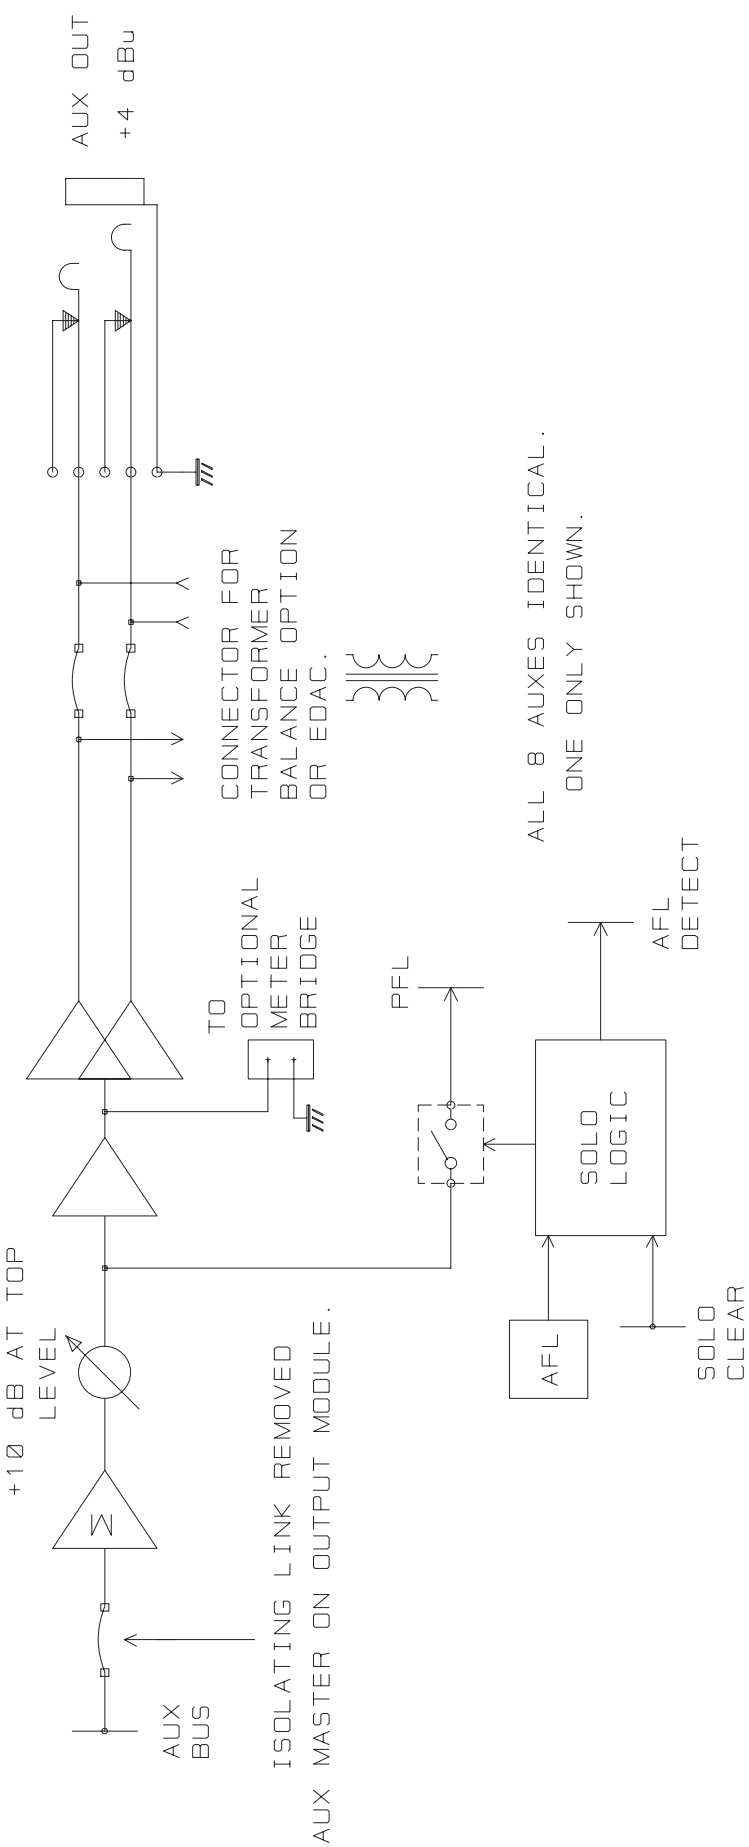 AUX OUT
+4 dBu
+10 dB AT TOP
LEVEL
M
AUX
BUS
ISOLATING LINK REMOVED
AUX MASTER ON OUTPUT MODULE.
TO
OPTIONAL
METER
BRIDGE
CONNECTOR FOR
TRANSFORMER
BALANCE OPTION
OR EDAC.
PFL
AFL
SOLO
LOGIC
SOLO
CLEAR
AFL
DETECT
ALL 8 AUXES IDENTICAL.
ONE ONLY SHOWN.